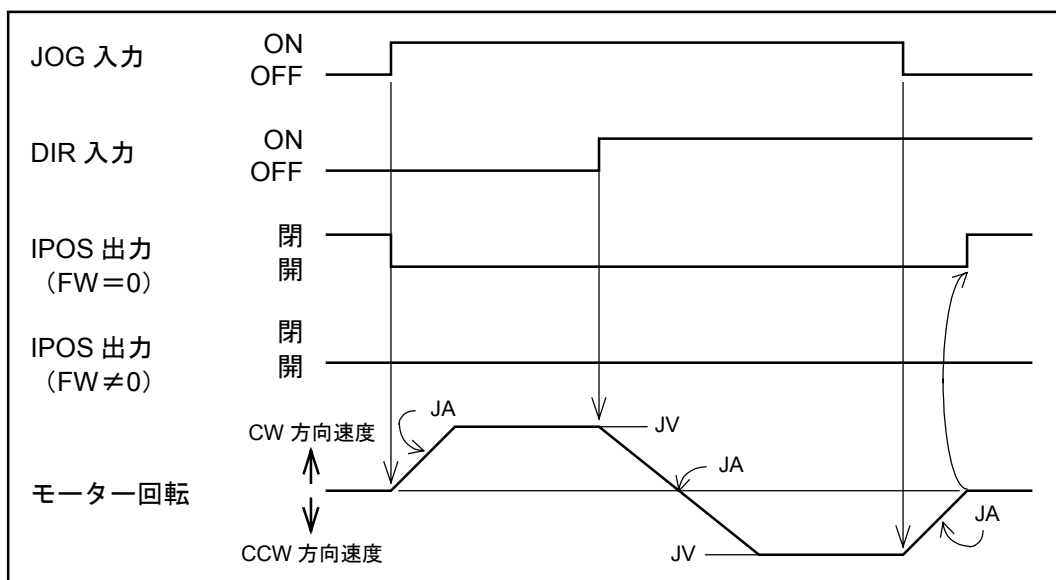 JOG 入力
ON
OFF
DIR 入力
ON
OFF
IPOS 出力
（FW＝0）
閉
開
IPOS 出力
（FW≠0）
閉
開
CW 方向速度
JA
JV
モーター回転
JA
CCW 方向速度
JV
JA